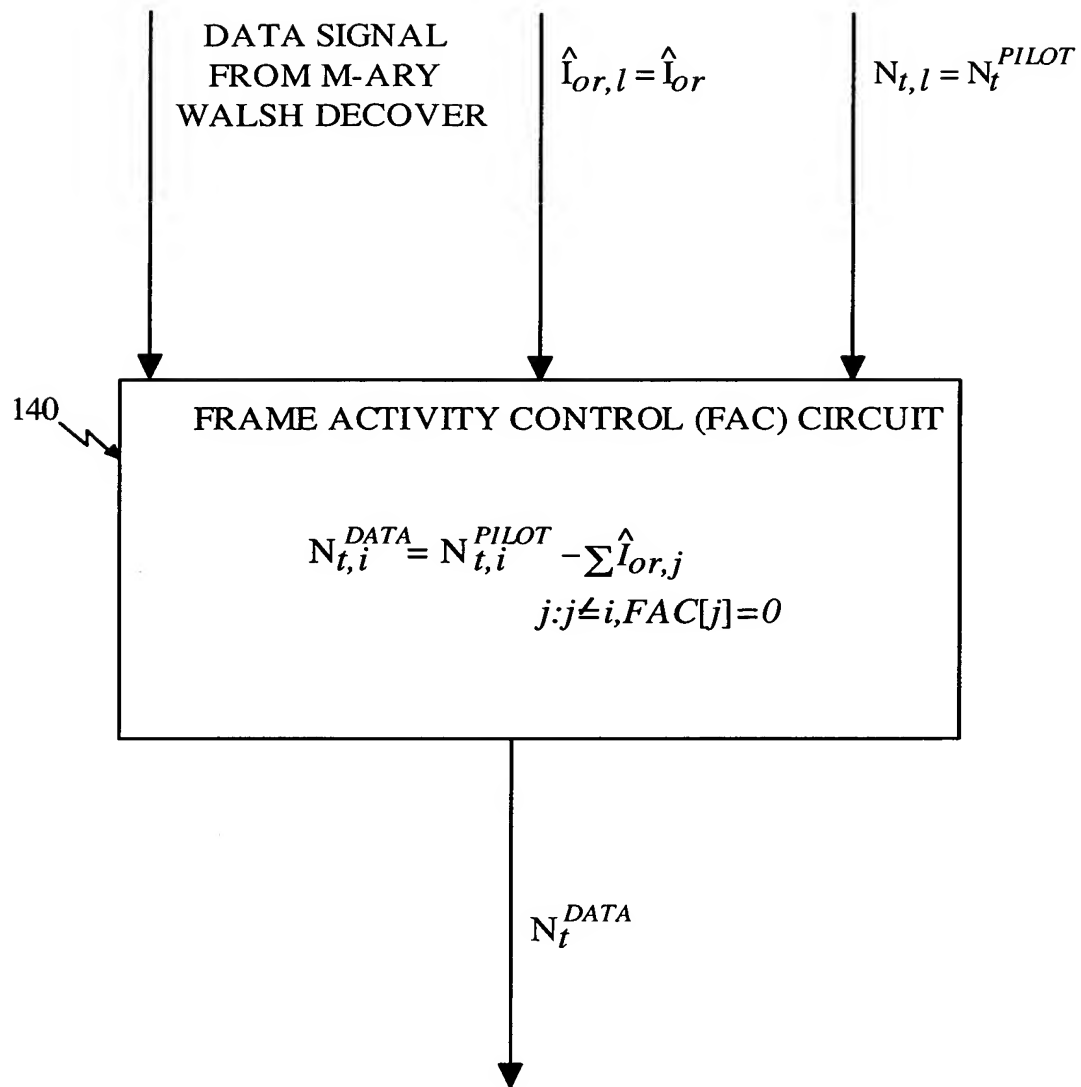 DATA SIGNAL
FROM M-ARY
WALSH DECOVER
Î_{or, l} = Î_{or}
N_{t, l} = N_t^{PILOT}
140
FRAME ACTIVITY CONTROL (FAC) CIRCUIT
N_{t, i}^{DATA} = N_{t, i}^{PILOT} - ∑ Î_{or, j}
j:j≠i,FAC[j]=0
N_t^{DATA}